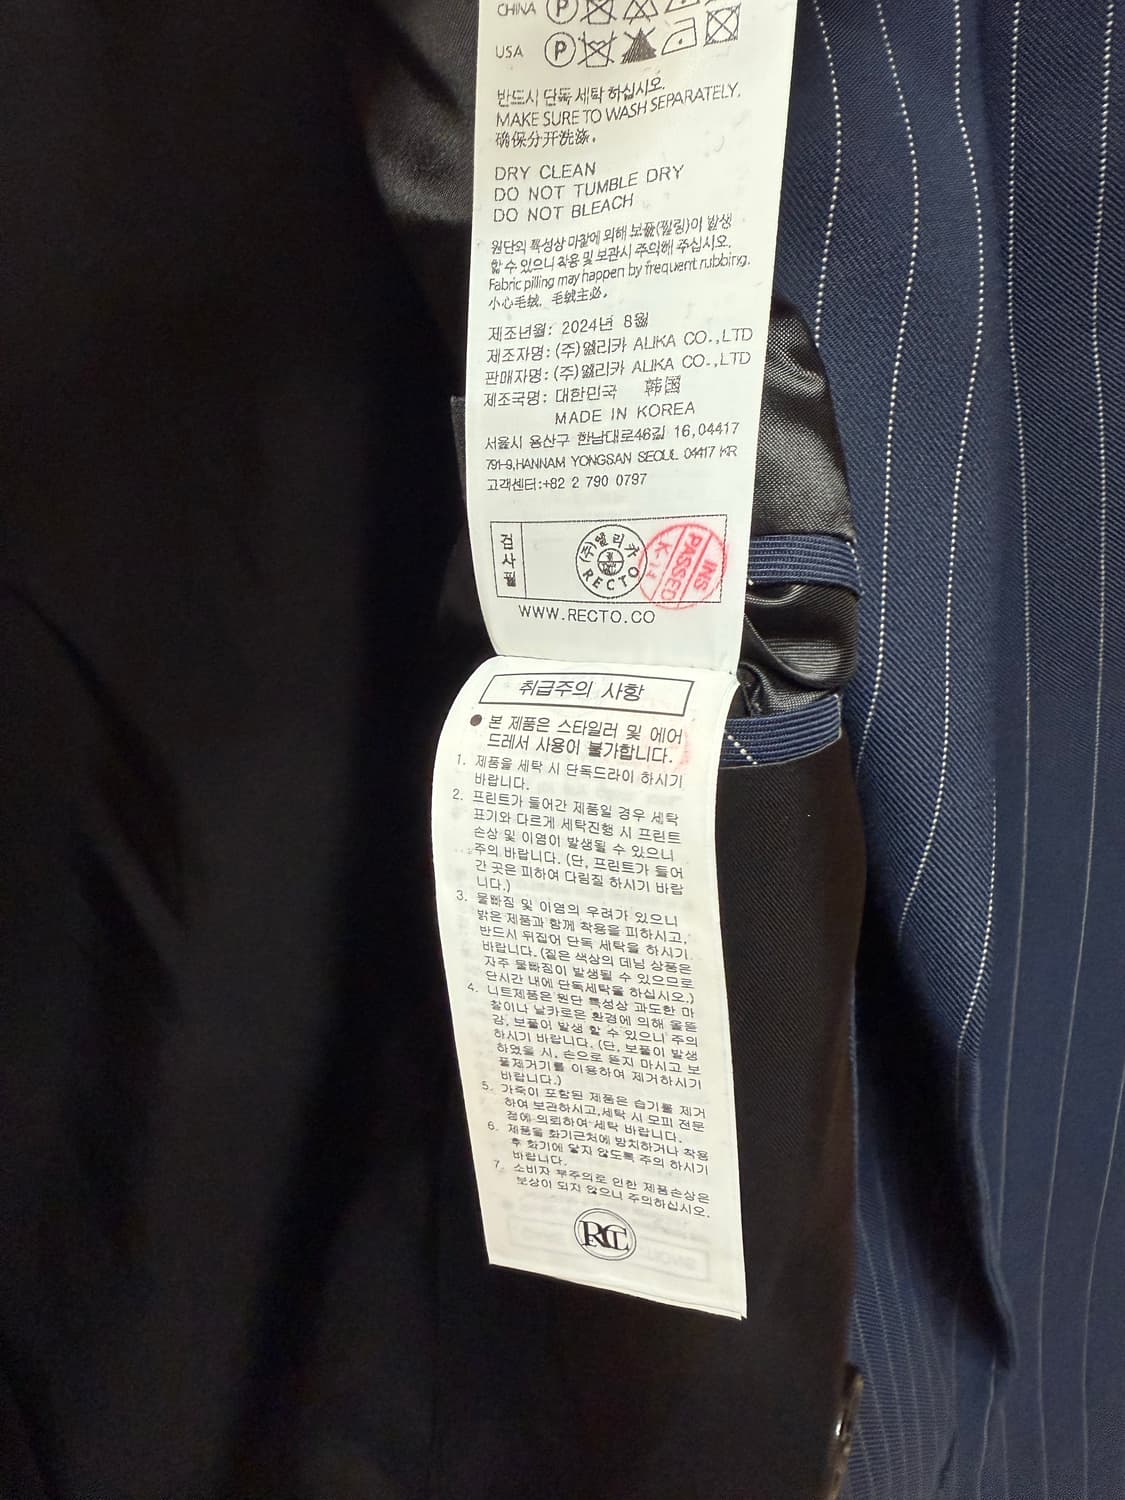 CHINA
USA
반드시 단독 세탁 하십시오.
MAKE SURE TO WASH SEPARATELY.
确保分开洗涤.
DRY CLEAN
DO NOT TUMBLE DRY
DO NOT BLEACH
원단의 특성상 마찰에 의해 보풀(필링)이 발생
할 수 있으니 착용 및 보관시 주의해 주십시오.
Fabric pilling may happen by frequent rubbing.
小心毛绒，毛绒主必.
제조년월: 2024년 8월
제조자명: (주)엘리카 ALIKA CO.,LTD
판매자명: (주)엘리카 ALIKA CO.,LTD
제조국명: 대한민국 韩国
MADE IN KOREA
서울시 용산구 한남대로46길 16,04417
791-9,HANNAM YONGSAN SEOUL 04417 KR
고객센터:+82 2 790 0797
검사필
(주)엘리카
RECTO
INS
PASSED
K-14
WWW.RECTO.CO
취급주의 사항
● 본 제품은 스타일러 및 에어
드레서 사용이 불가합니다.
1. 제품을 세탁 시 단독드라이 하시기
바랍니다.
2. 프린트가 들어간 제품일 경우 세탁
표기와 다르게 세탁진행 시 프린트
손상 및 이염이 발생될 수 있으니
주의 바랍니다. (단, 프린트가 들어
간 곳은 피하여 다림질 하시기 바랍
니다.)
3. 물빠짐 및 이염의 우려가 있으니
밝은 제품과 함께 착용을 피하시고,
반드시 뒤집어 단독 세탁을 하시기
바랍니다. (짙은 색상의 데님 상품은
자주 물빠짐이 발생될 수 있으므로
단시간 내에 단독세탁을 하십시오.)
4. 니트제품은 원단 특성상 과도한 마
찰이나 날카로운 환경에 의해 올뜯
김, 보풀이 발생 할 수 있으니 주의
하시기 바랍니다. (단, 보풀이 발생
하였을 시, 손으로 뜯지 마시고 보
풀제거기를 이용하여 제거하시기
바랍니다.)
5. 가죽이 포함된 제품은 습기를 제거
하여 보관하시고,세탁 시 모피 전문
점에 의뢰하여 세탁 바랍니다.
6. 제품을 화기근처에 방치하거나 착용
후 화기에 닿지 않도록 주의 하시기
바랍니다.
7. 소비자 부주의로 인한 제품손상은
보상이 되지 않으니 주의하십시오.
RCT